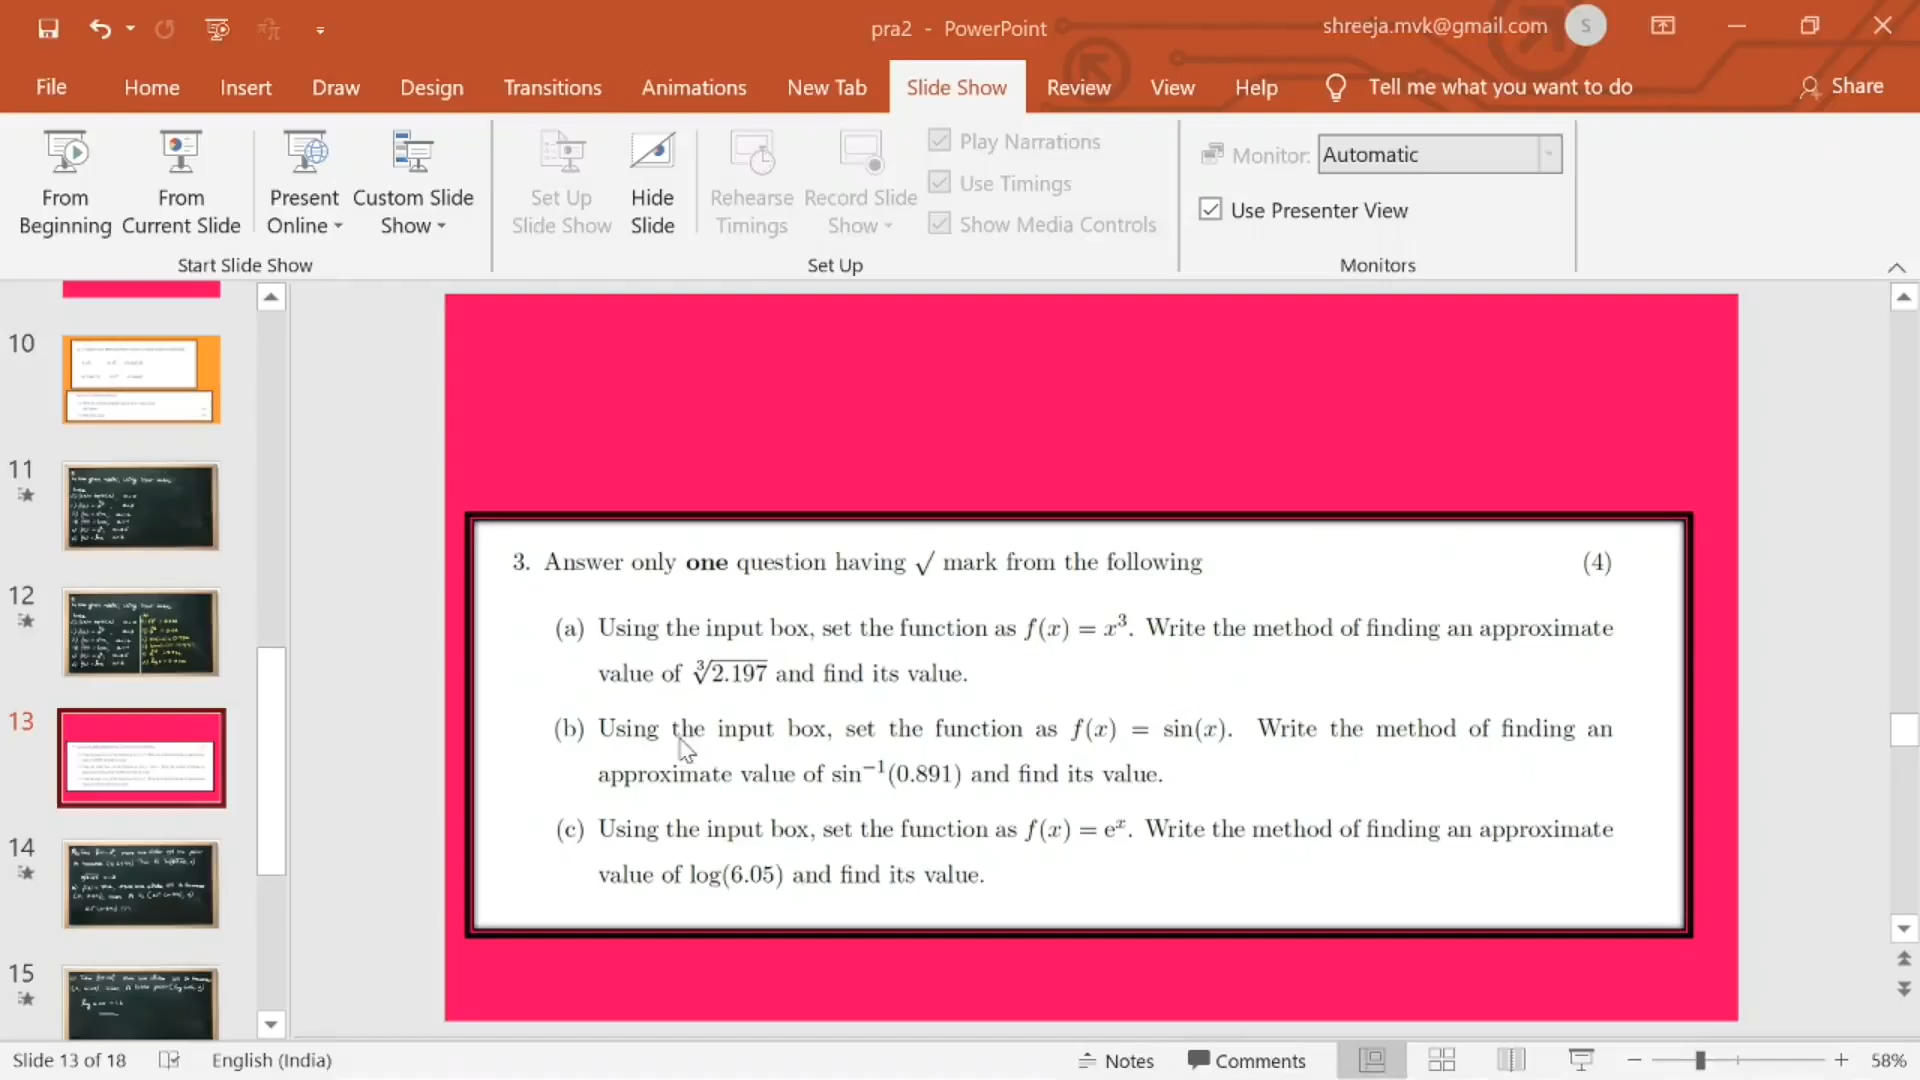 pra2 - PowerPoint
shreeja.mvk@gmail.com
S
File Home Insert Draw Design Transitions Animations New Tab Slide Show Review View Help Tell me what you want to do Share
From Beginning
From Current Slide
Present Online
Custom Slide Show
Start Slide Show
Set Up Slide Show
Hide Slide
Rehearse Timings
Record Slide Show
Play Narrations
Use Timings
Show Media Controls
Set Up
Monitor: Automatic
Use Presenter View
Monitors
10
11
12
13
14
15
3. Answer only one question having √ mark from the following (4)
(a) Using the input box, set the function as f(x) = x³. Write the method of finding an approximate
value of ∛2.197 and find its value.
(b) Using the input box, set the function as f(x) = sin(x). Write the method of finding an
approximate value of sin⁻¹(0.891) and find its value.
(c) Using the input box, set the function as f(x) = eˣ. Write the method of finding an approximate
value of log(6.05) and find its value.
Slide 13 of 18 English (India) Notes Comments 58%